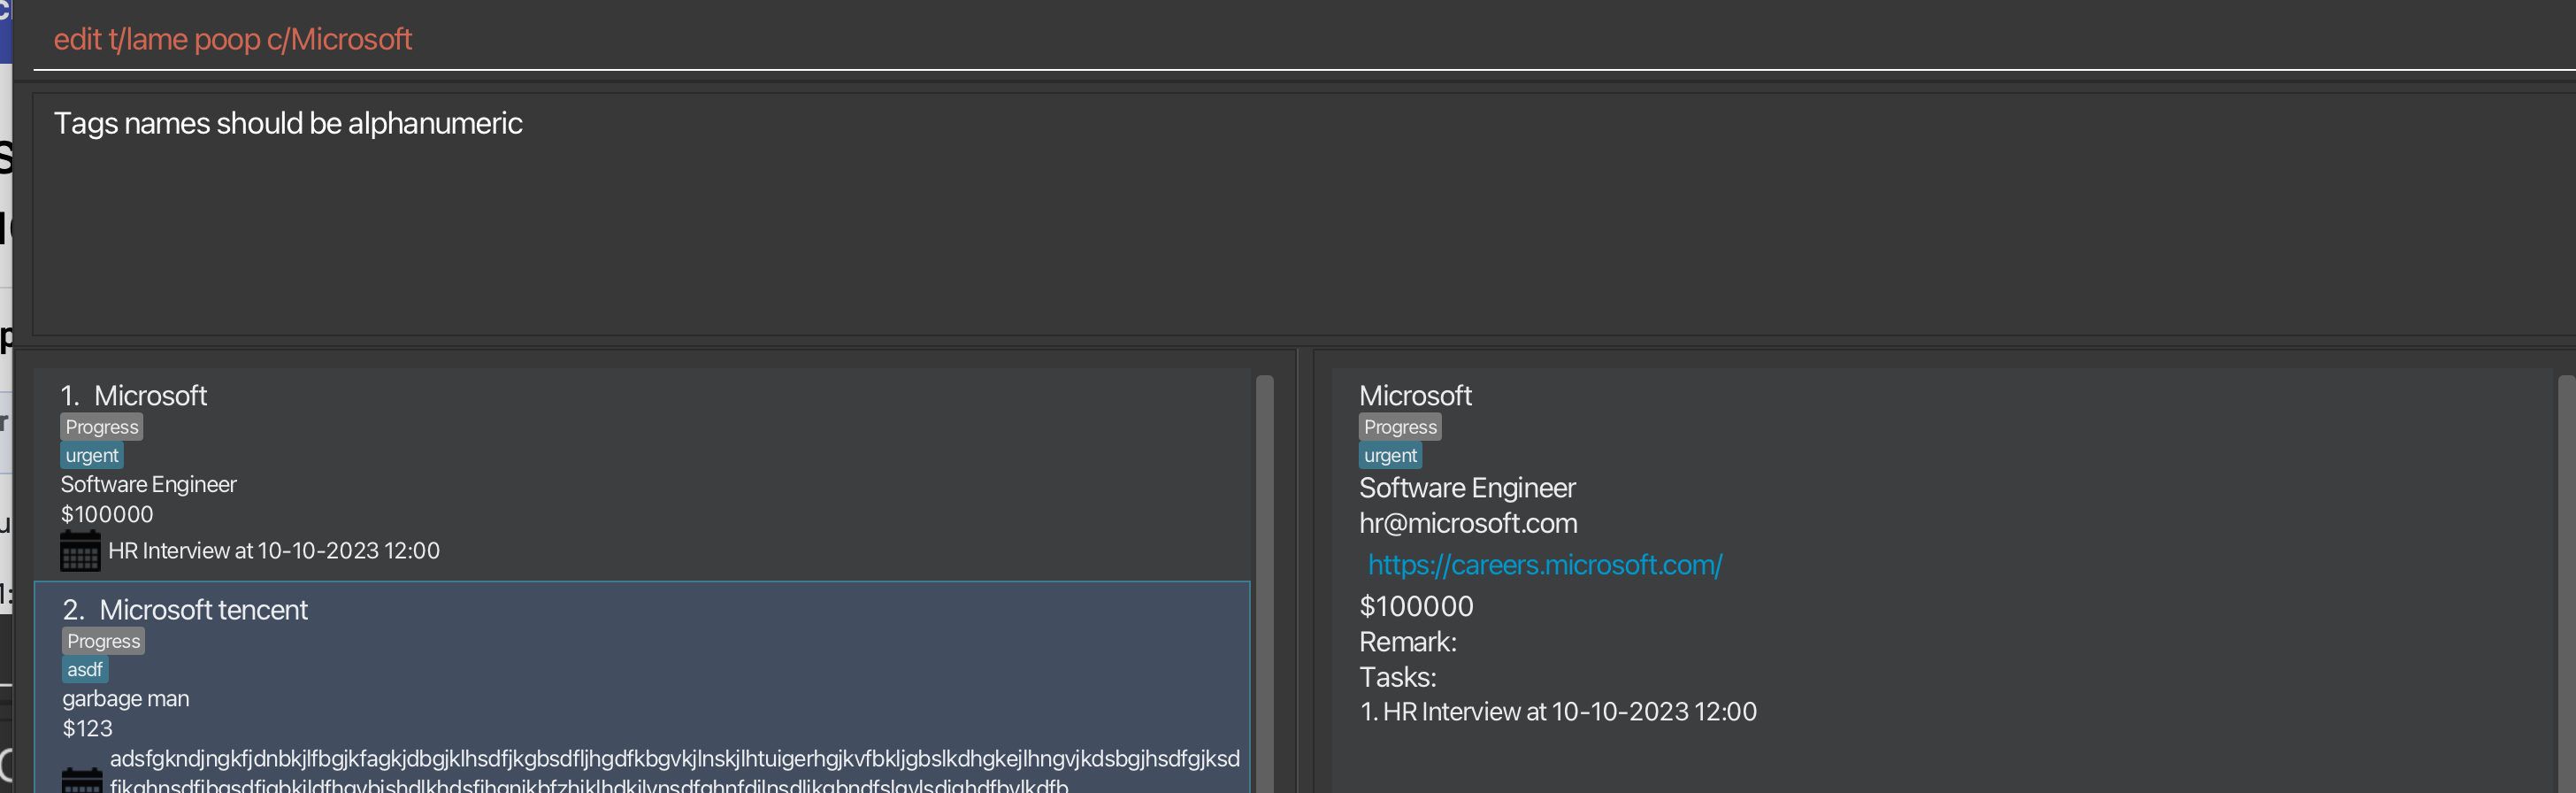 edit t/lame poop c/Microsoft
Tags names should be alphanumeric
1. Microsoft
Progress
urgent
Software Engineer
$100000
HR Interview at 10-10-2023 12:00
2. Microsoft tencent
Progress
asdf
garbage man
$123
Microsoft
Progress
urgent
Software Engineer
hr@microsoft.com
https://careers.microsoft.com/
$100000
Remark:
Tasks:
1. HR Interview at 10-10-2023 12:00